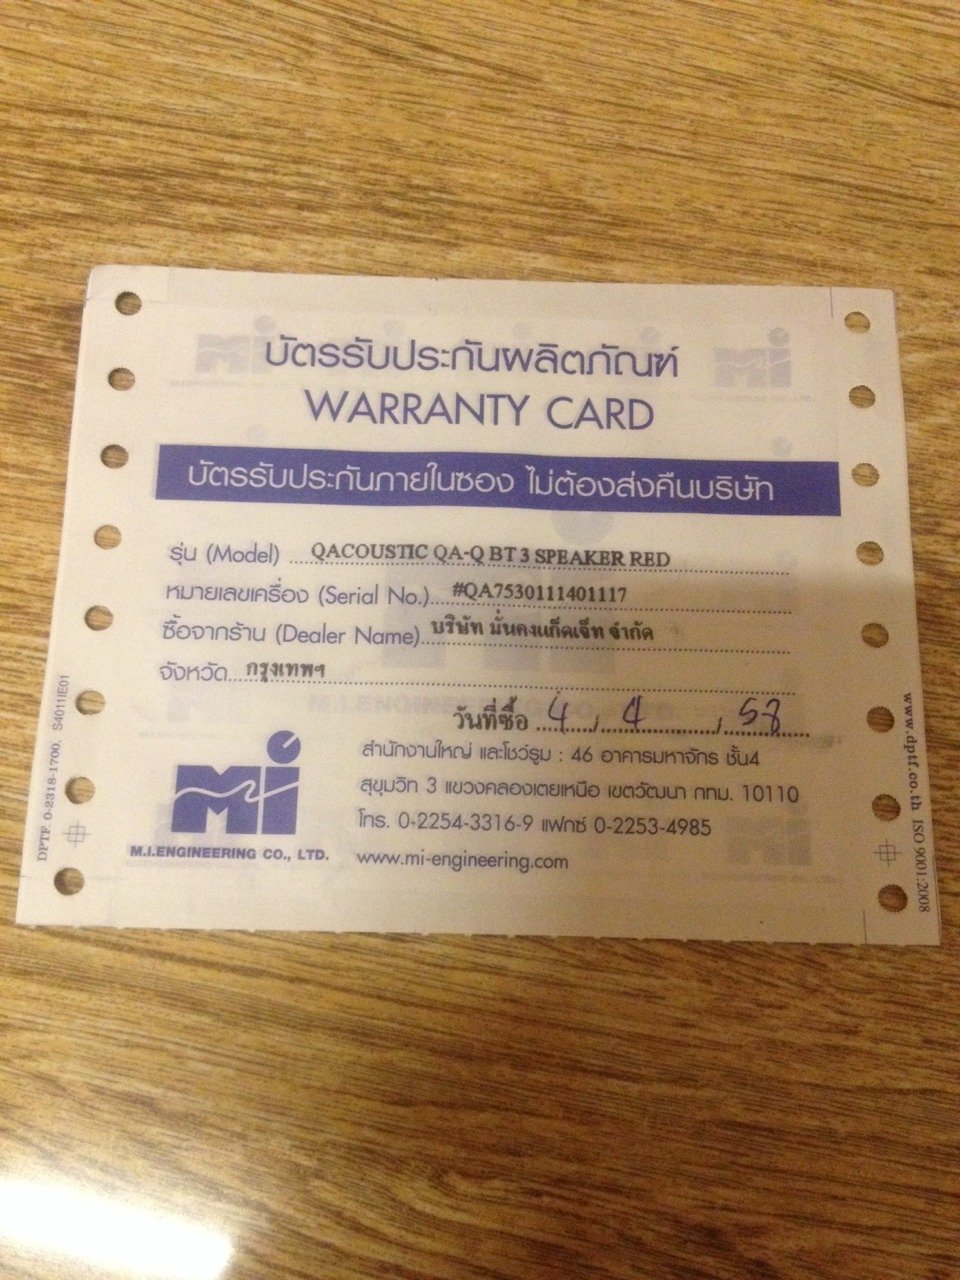 บัตรรับประกันผลิตภัณฑ์
WARRANTY CARD
บัตรรับประกันภายในซอง ไม่ต้องส่งคืนบริษัท
รุ่น (Model) ....QACOUSTIC QA-Q BT 3 SPEAKER RED
หมายเลขเครื่อง (Serial No.)....#QA7530111401117
ซื้อจากร้าน (Dealer Name)..บริษัท มั่นคงแก็ดเจ็ท จำกัด
จังหวัด....กรุงเทพฯ
วันที่ซื้อ 4 / 4 / 58
สำนักงานใหญ่ และโชว์รูม : 46 อาคารมหาจักร ชั้น4
สุขุมวิท 3 แขวงคลองเตยเหนือ เขตวัฒนา กทม. 10110
โทร. 0-2254-3316-9 แฟกซ์ 0-2253-4985
www.mi-engineering.com
Mi
M.I.ENGINEERING CO., LTD.
DPTF. 0-2318-1700. S4011IE01
www.dptf.co.th ISO 9001:2008